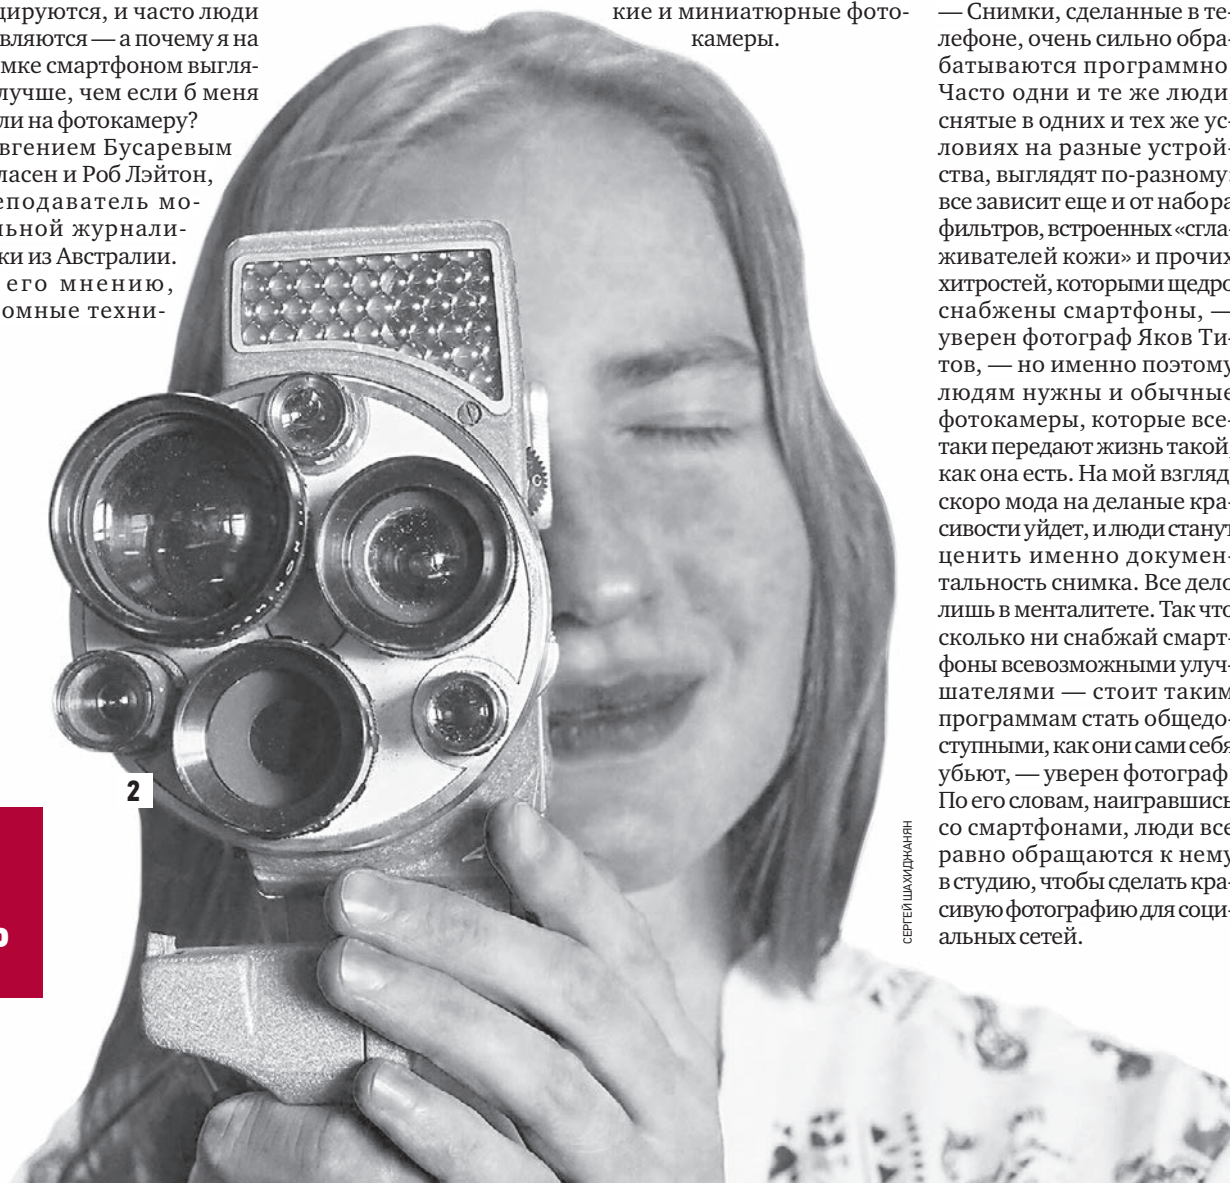 цируются, и часто люди
вляются — а почему я на
мке смартфоном выгля-
лучше, чем если б меня
ли на фотокамеру?
вгением Бусаревым
ласен и Роб Лэйтон,
еподаватель мо-
льной журнали-
ки из Австралии.
его мнению,
омные техни-
кие и миниатюрные фото-
камеры.
— Снимки, сделанные в те-
лефоне, очень сильно обра-
батываются программно
Часто одни и те же люди
снятые в одних и тех же ус-
ловиях на разные устрой-
ства, выглядят по-разному:
все зависит еще и от набора
фильтров, встроенных «сгла-
живателей кожи» и прочих
хитростей, которыми щедро
снабжены смартфоны, —
уверен фотограф Яков Ти-
тов, — но именно поэтому
людям нужны и обычные
фотокамеры, которые все-
таки передают жизнь такой,
как она есть. На мой взгляд
скоро мода на деланые кра-
сивости уйдет, и люди станут
ценить именно докумен-
тальность снимка. Все дело
лишь в менталитете. Так что
сколько ни снабжай смарт-
фоны всевозможными улуч-
шателями — стоит таким
программам стать общедо-
ступными, как они сами себя
убьют, — уверен фотограф
По его словам, наигравшись
со смартфонами, люди все
равно обращаются к нему
в студию, чтобы сделать кра-
сивую фотографию для соци-
альных сетей.
2
СЕРГЕЙ ШАХИДЖАНЯН